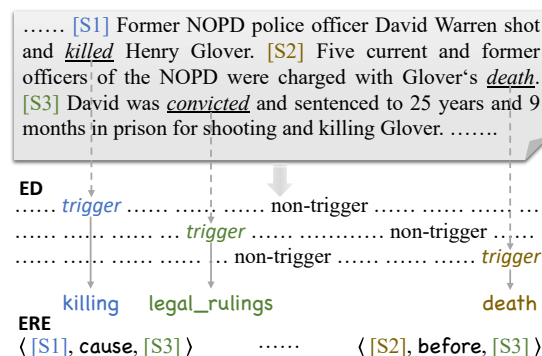 …… [S1] Former NOPD police officer David Warren shot
and killed Henry Glover. [S2] Five current and former
officers of the NOPD were charged with Glover‘s death.
[S3] David was convicted and sentenced to 25 years and 9
months in prison for shooting and killing Glover. …….
ED
…… trigger …… …… …… non-trigger …… …… …… …
…… …… …… trigger …… …… …… non-trigger ……
…… …… …… … non-trigger …… …… …… trigger
killing legal_rulings death
ERE
⟨ [S1], cause, [S3] ⟩ …… ⟨ [S2], before, [S3] ⟩